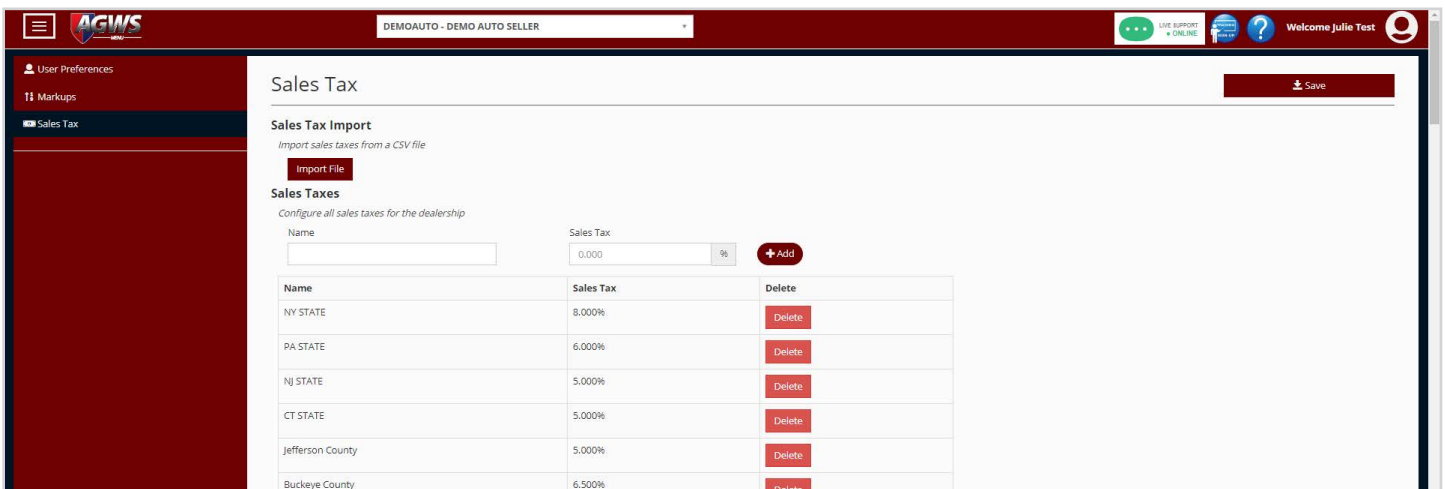 AGWS
MENU
DEMOAUTO - DEMO AUTO SELLER
LIVE SUPPORT
ONLINE
?
Welcome Julie Test
User Preferences
Markups
Sales Tax
Sales Tax
Save
Sales Tax Import
Import sales taxes from a CSV file
Import File
Sales Taxes
Configure all sales taxes for the dealership
Name Sales Tax
0.000 % Add
Name Sales Tax Delete
NY STATE 8.000% Delete
PA STATE 6.000% Delete
NJ STATE 5.000% Delete
CT STATE 5.000% Delete
Jefferson County 5.000% Delete
Buckeye County 6.500% Delete